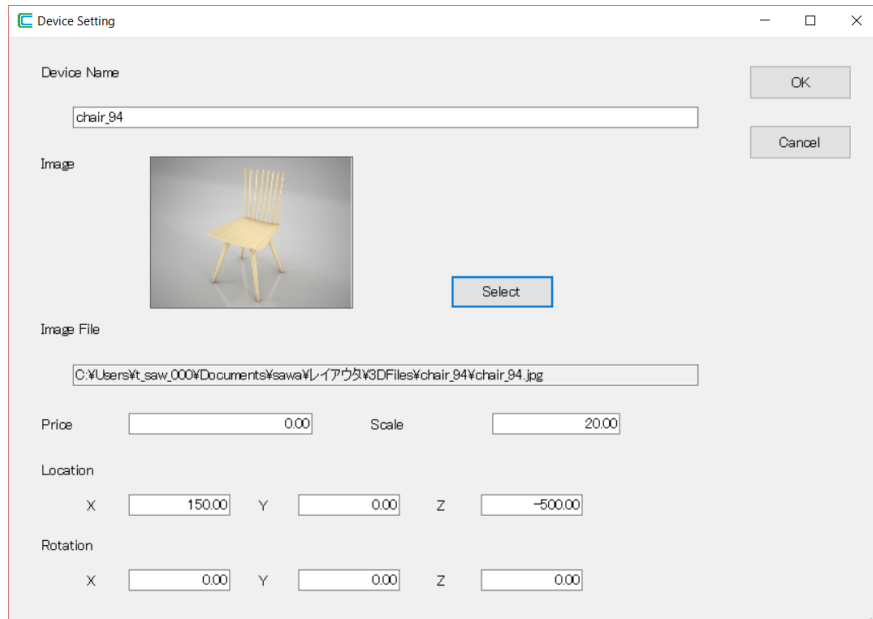 Device Setting
Device Name
OK
chair_94
Cancel
Image
Select
Image File
C:¥Users¥t_saw_000¥Documents¥sawa¥レイアウタ¥3DFiles¥chair_94¥chair_94.jpg
Price 0.00 Scale 20.00
Location
X 150.00 Y 0.00 Z -500.00
Rotation
X 0.00 Y 0.00 Z 0.00